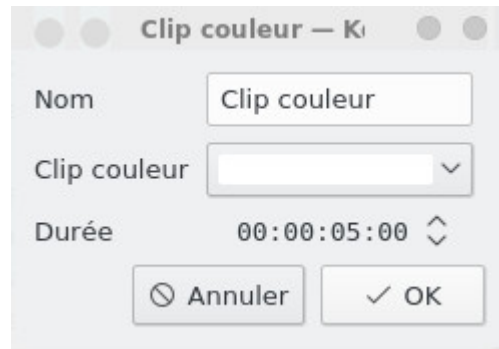 Clip couleur — K
Nom Clip couleur
Clip couleur
Durée 00:00:05:00
Annuler OK